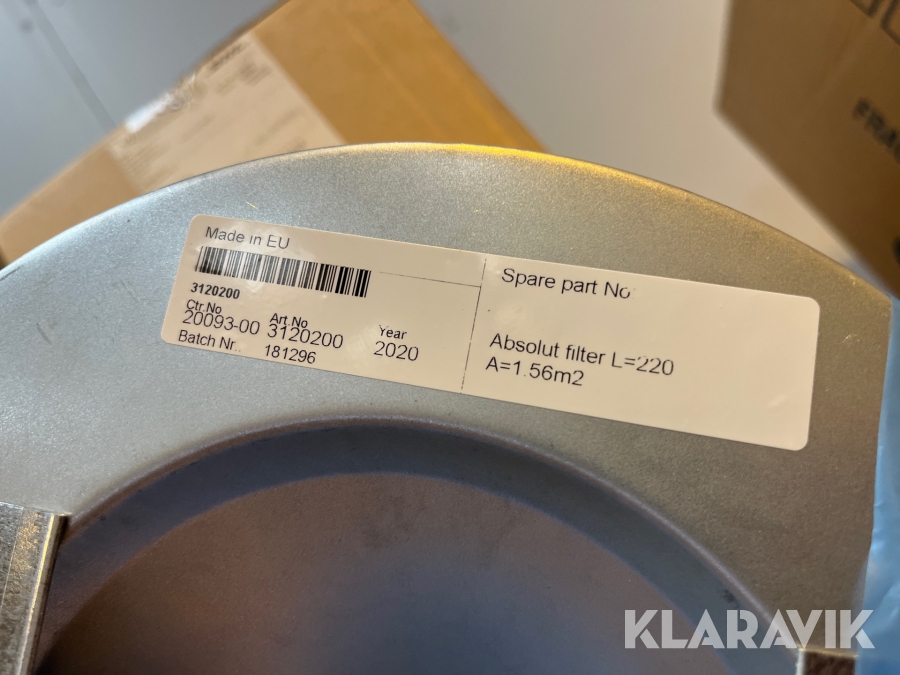 Made in EU
3120200
Ctr.No
20093-00
Art.No
3120200
Year
2020
Batch Nr..
181296
Spare part No
Absolut filter L=220
A=1.56m2
FRA
KLARAVIK